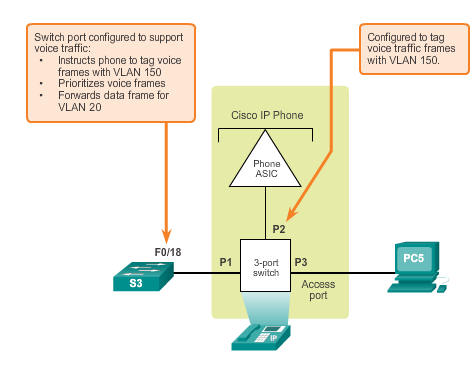 Switch port configured to support
voice traffic:
• Instructs phone to tag voice
frames with VLAN 150
• Prioritizes voice frames
• Forwards data frame for
VLAN 20
Configured to tag
voice traffic frames
with VLAN 150.
Cisco IP Phone
Phone
ASIC
P2
F0/18
P1
3-port
switch
P3
PC5
S3
Access
port
IP